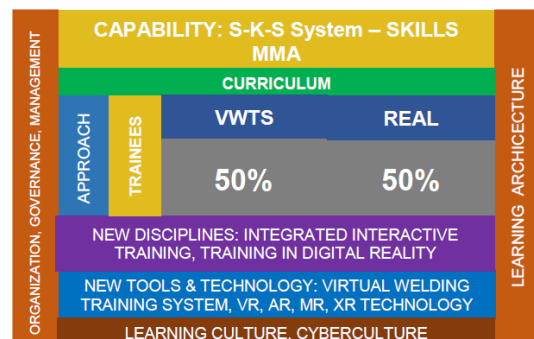 CAPABILITY: S-K-S System – SKILLS
MMA
CURRICULUM
ORGANIZATION, GOVERNANCE, MANAGEMENT
APPROACH
TRAINEES
VWTS
REAL
50%
50%
LEARNING ARCHICECTURE
NEW DISCIPLINES: INTEGRATED INTERACTIVE
TRAINING, TRAINING IN DIGITAL REALITY
NEW TOOLS & TECHNOLOGY: VIRTUAL WELDING
TRAINING SYSTEM, VR, AR, MR, XR TECHNOLOGY
LEARNING CULTURE, CYBERCULTURE